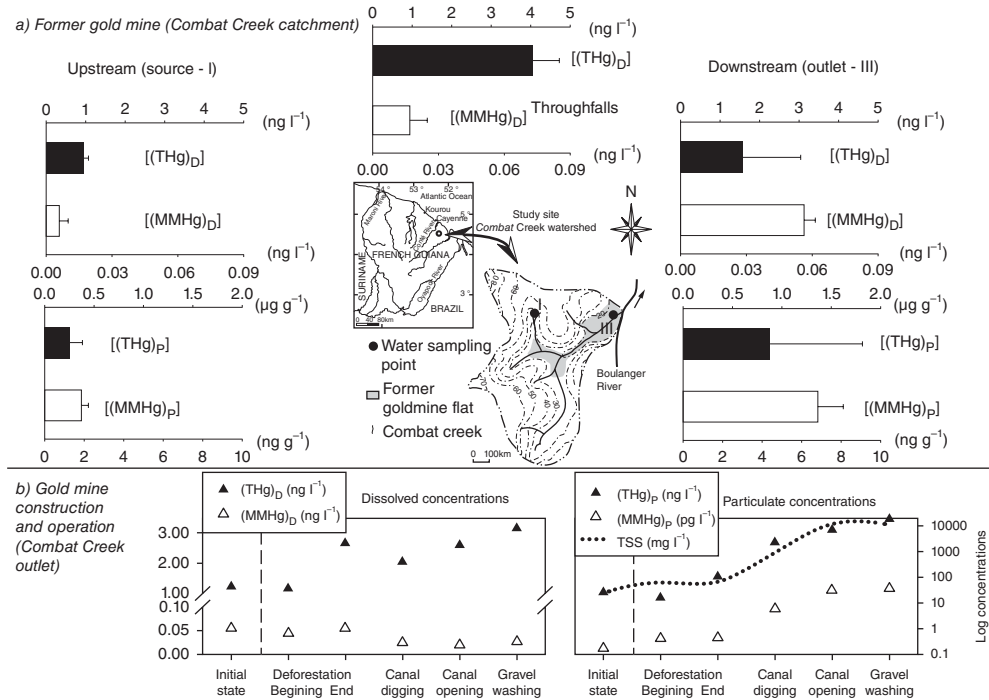 a) Former gold mine (Combat Creek catchment)
0 1 2 3 4 5
(ng l⁻¹)
[(THg)D]
Throughfalls
[(MMHg)D]
(ng l⁻¹)
0.00 0.03 0.06 0.09
Upstream (source - I)
0 1 2 3 4 5
(ng l⁻¹)
[(THg)D]
[(MMHg)D]
(ng l⁻¹)
0.00 0.03 0.06 0.09
0.0 0.5 1.0 1.5 2.0
(µg g⁻¹)
[(THg)P]
[(MMHg)P]
0 2 4 6 8 10
(ng g⁻¹)
Downstream (outlet - III)
0 1 2 3 4 5
(ng l⁻¹)
[(THg)D]
[(MMHg)D]
(ng l⁻¹)
0.00 0.03 0.06 0.09
0.0 0.5 1.0 1.5 2.0
(µg g⁻¹)
[(THg)P]
[(MMHg)P]
0 2 4 6 8 10
(ng g⁻¹)
53 52
Atlantic Ocean
Maroni River
Kourou
Cayenne
FRENCH GUIANA
SURINAME
Oyapock River
3
BRAZIL
0 40 80km
Study site
Combat Creek watershed
N
I
III
Boulanger
River
Water sampling
point
Former
goldmine flat
Combat creek
0 100km
b) Gold mine
construction
and operation
(Combat Creek
outlet)
(THg)D (ng l⁻¹)
(MMHg)D (ng l⁻¹)
Dissolved concentrations
3.00
2.00
1.00
0.10
0.05
0.00
Initial
state
Deforestation
Begining End
Canal
digging
Canal
opening
Gravel
washing
(THg)P (ng l⁻¹)
(MMHg)P (pg l⁻¹)
TSS (mg l⁻¹)
Particulate concentrations
10000
1000
100
10
1
0.1
Log concentrations
Initial
state
Deforestation
Begining End
Canal
digging
Canal
opening
Gravel
washing